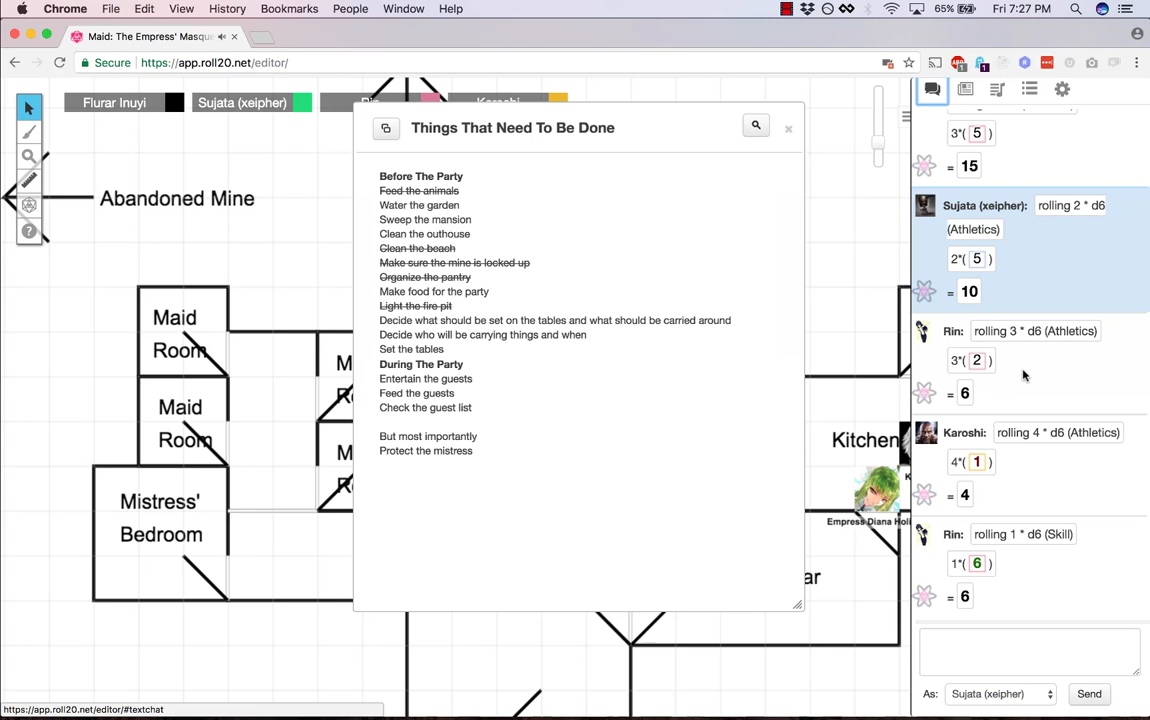 Chrome File Edit View History Bookmarks People Window Help 65% Fri 7:27 PM
Maid: The Empress' Masque
Secure https://app.roll20.net/editor/
Flurar Inuyi Sujata (xeipher) Rin Karoshi
Things That Need To Be Done
Before The Party
Feed the animals
Water the garden
Sweep the mansion
Clean the outhouse
Clean the beach
Make sure the mine is locked up
Organize the pantry
Make food for the party
Light the fire pit
Decide what should be set on the tables and what should be carried around
Decide who will be carrying things and when
Set the tables
During The Party
Entertain the guests
Feed the guests
Check the guest list
But most importantly
Protect the mistress
Abandoned Mine
Maid
Room
Maid
Room
Mistress'
Bedroom
M
R
M
R
Kitchen
K
Empress Diana Holi
ar
3*( 5 )
= 15
Sujata (xeipher): rolling 2 * d6
(Athletics)
2*( 5 )
= 10
Rin: rolling 3 * d6 (Athletics)
3*( 2 )
= 6
Karoshi: rolling 4 * d6 (Athletics)
4*( 1 )
= 4
Rin: rolling 1 * d6 (Skill)
1*( 6 )
= 6
As: Sujata (xeipher) Send
https://app.roll20.net/editor/#textchat